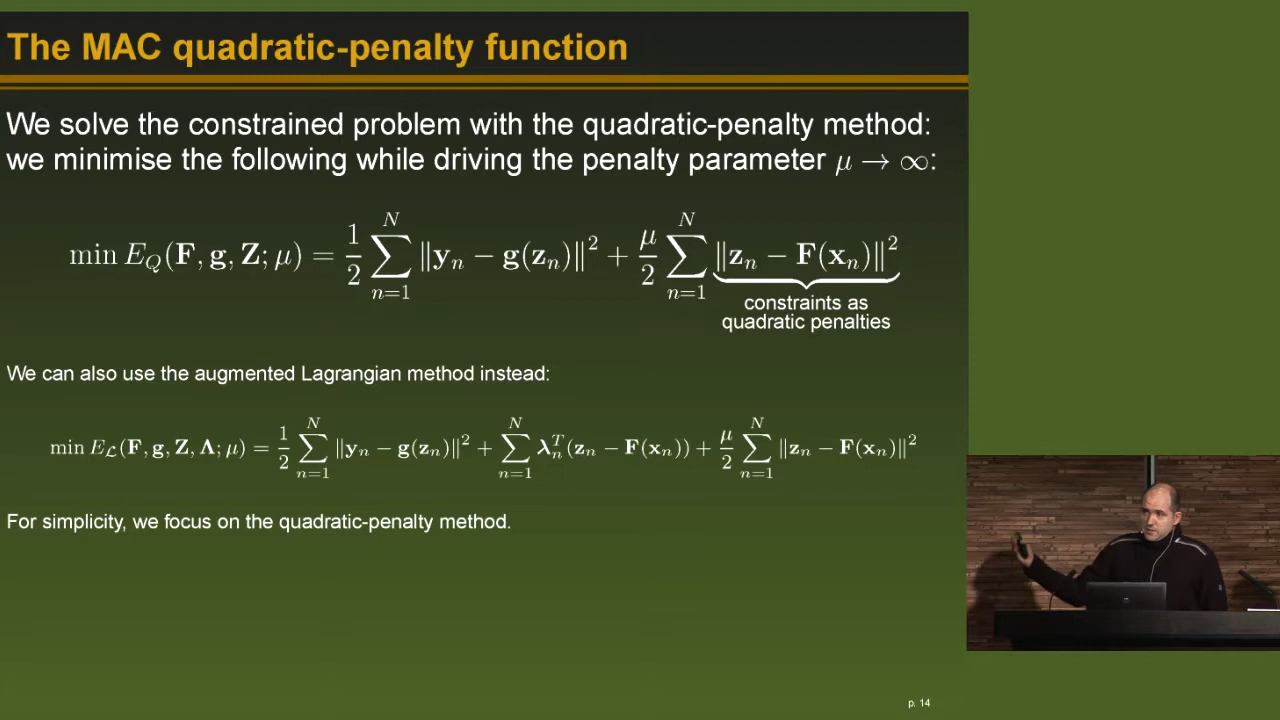 The MAC quadratic-penalty function
We solve the constrained problem with the quadratic-penalty method:
we minimise the following while driving the penalty parameter μ → ∞:
min E_Q(F, g, Z; μ) = 1/2 ∑_{n=1}^{N} ‖y_n − g(z_n)‖² + μ/2 ∑_{n=1}^{N} ‖z_n − F(x_n)‖²
constraints as
quadratic penalties
We can also use the augmented Lagrangian method instead:
min E_ℒ(F, g, Z, Λ; μ) = 1/2 ∑_{n=1}^{N} ‖y_n − g(z_n)‖² + ∑_{n=1}^{N} λ_n^T (z_n − F(x_n)) + μ/2 ∑_{n=1}^{N} ‖z_n − F(x_n)‖²
For simplicity, we focus on the quadratic-penalty method.
p. 14